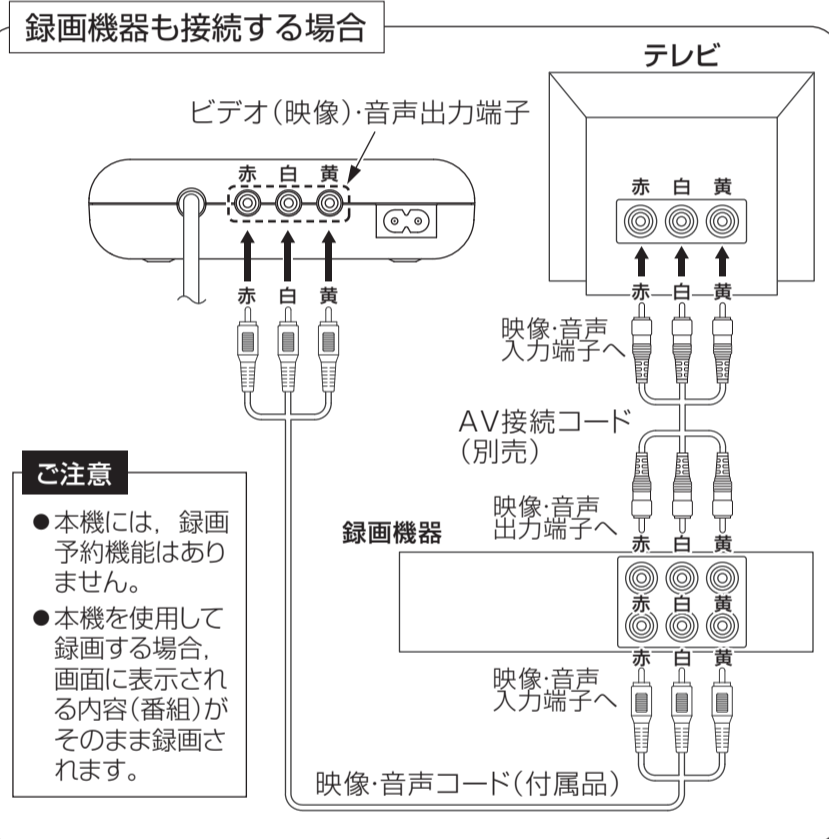 録画機器も接続する場合
テレビ
ビデオ(映像)･音声出力端子
赤 白 黄
赤 白 黄
赤 白 黄
赤 白 黄
映像･音声
入力端子へ
AV接続コード
(別売)
ご注意
●本機には，録画
予約機能はあり
ません。
●本機を使用して
録画する場合，
画面に表示され
る内容(番組)が
そのまま録画さ
れます。
映像･音声
出力端子へ
録画機器
赤 白 黄
赤 白 黄
赤 白 黄
映像･音声
入力端子へ
映像･音声コード(付属品)